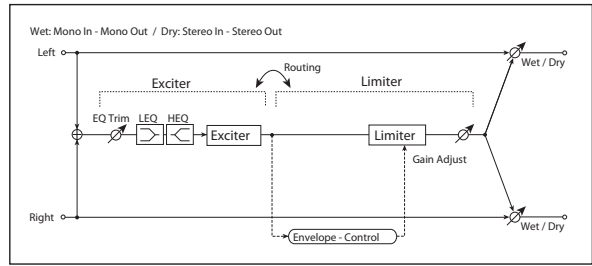 Wet: Mono In - Mono Out / Dry: Stereo In - Stereo Out
Left
Wet / Dry
Routing
Exciter
Limiter
EQ Trim
LEQ
HEQ
Exciter
Limiter
Gain Adjust
Right
Wet / Dry
Envelope - Control